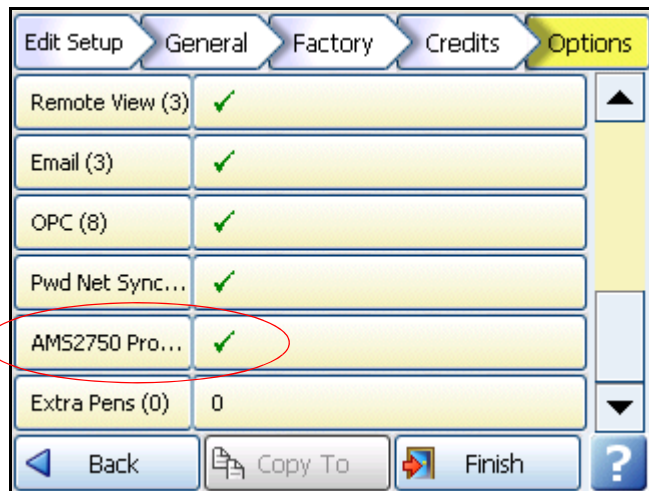 Edit Setup General Factory Credits Options
Remote View (3)
Email (3)
OPC (8)
Pwd Net Sync...
AMS2750 Pro...
Extra Pens (0) 0
Back Copy To Finish ?